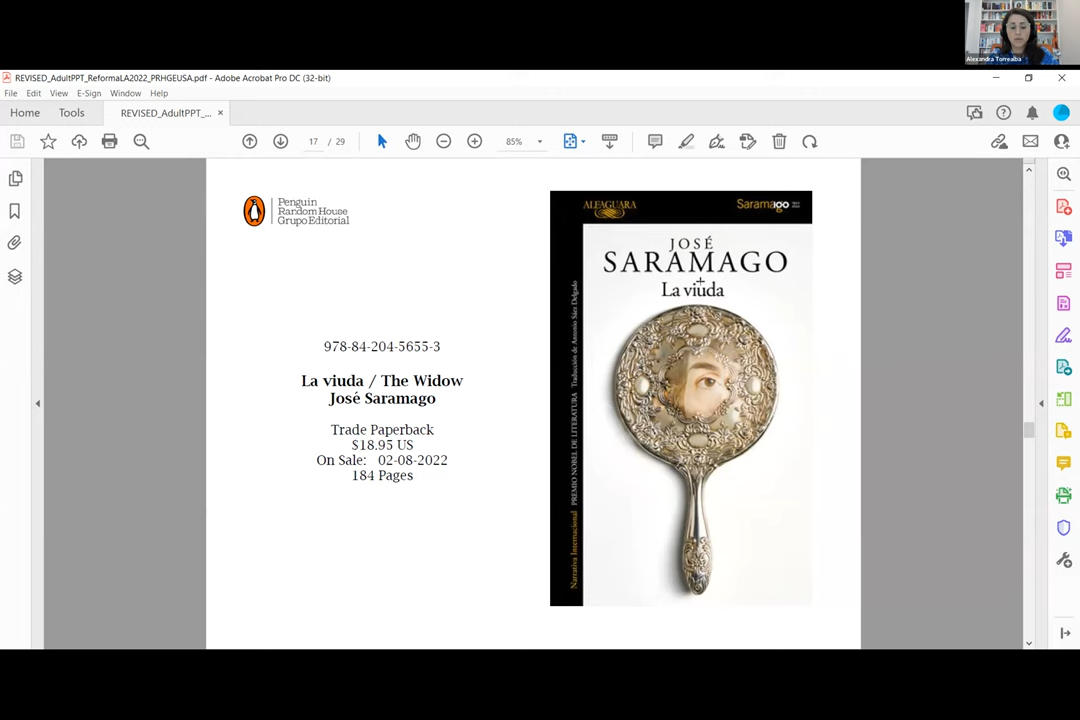 Alexandra Torrealba
REVISED_AdultPPT_ReformaLA2022_PRHGEUSA.pdf - Adobe Acrobat Pro DC (32-bit)
File Edit View E-Sign Window Help
Home Tools REVISED_AdultPPT_... ×
17 / 29 85%
Penguin
Random House
Grupo Editorial
978-84-204-5655-3
La viuda / The Widow
José Saramago
Trade Paperback
$18.95 US
On Sale: 02-08-2022
184 Pages
ALFAGUARA
Saramago
JOSÉ
SARAMAGO
La viuda
Narrativa Internacional PREMIO NOBEL DE LITERATURA Traducción de Antonio Sáez Delgado